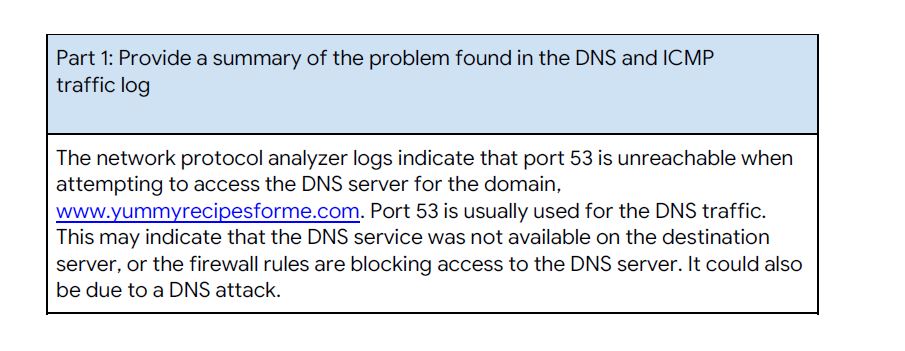 Part 1: Provide a summary of the problem found in the DNS and ICMP
traffic log
The network protocol analyzer logs indicate that port 53 is unreachable when
attempting to access the DNS server for the domain,
www.yummyrecipesforme.com. Port 53 is usually used for the DNS traffic.
This may indicate that the DNS service was not available on the destination
server, or the firewall rules are blocking access to the DNS server. It could also
be due to a DNS attack.